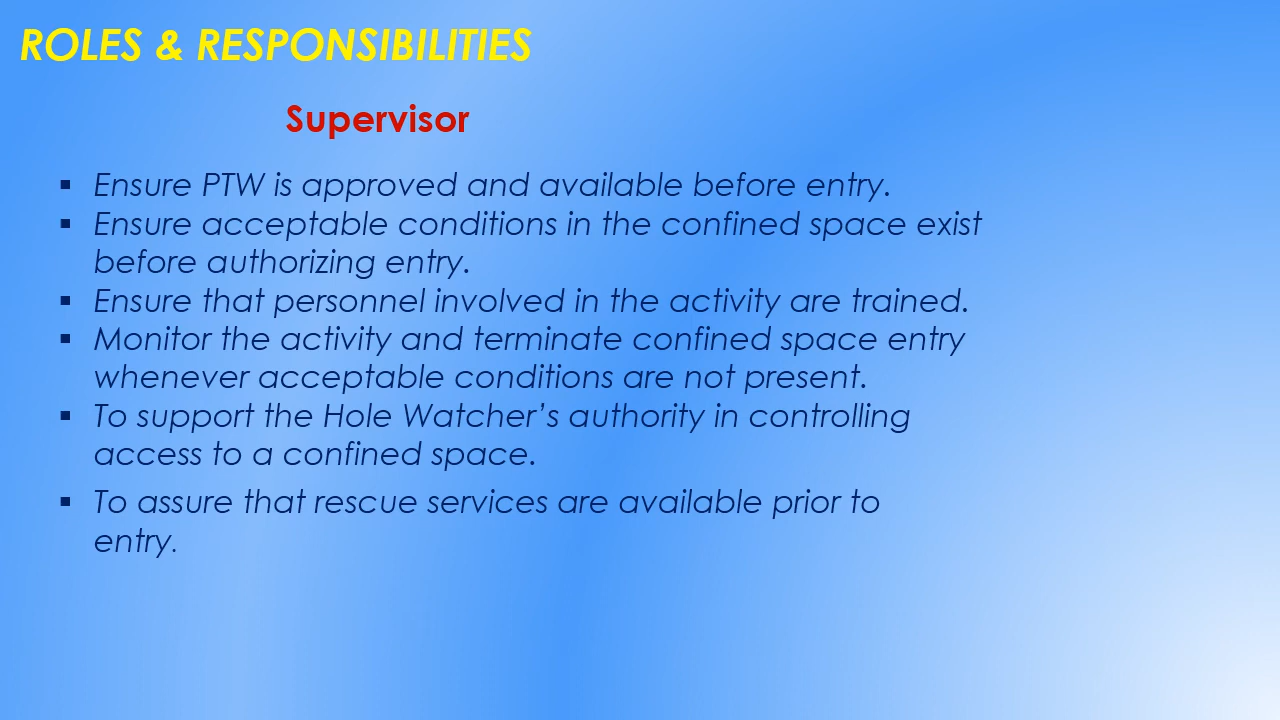 ROLES & RESPONSIBILITIES
Supervisor
▪ Ensure PTW is approved and available before entry.
▪ Ensure acceptable conditions in the confined space exist
before authorizing entry.
▪ Ensure that personnel involved in the activity are trained.
▪ Monitor the activity and terminate confined space entry
whenever acceptable conditions are not present.
▪ To support the Hole Watcher’s authority in controlling
access to a confined space.
▪ To assure that rescue services are available prior to
entry.